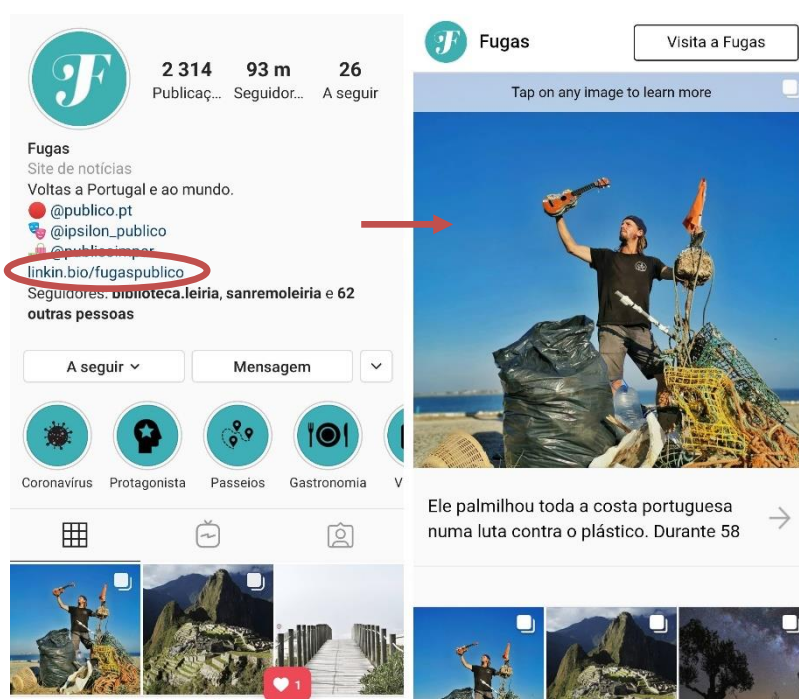 F
2 314
93 m
26
Publicaç...
Seguidor...
A seguir
Fugas
Site de notícias
Voltas a Portugal e ao mundo.
@publico.pt
@ipsilon_publico
@publicoimpar
linkin.bio/fugaspublico
Seguidores: biblioteca.leiria, sanremoleiria e 62
outras pessoas
A seguir
Mensagem
Coronavírus
Protagonista
Passeios
Gastronomia
V
1
F
Fugas
Visita a Fugas
Tap on any image to learn more
Ele palmilhou toda a costa portuguesa
numa luta contra o plástico. Durante 58